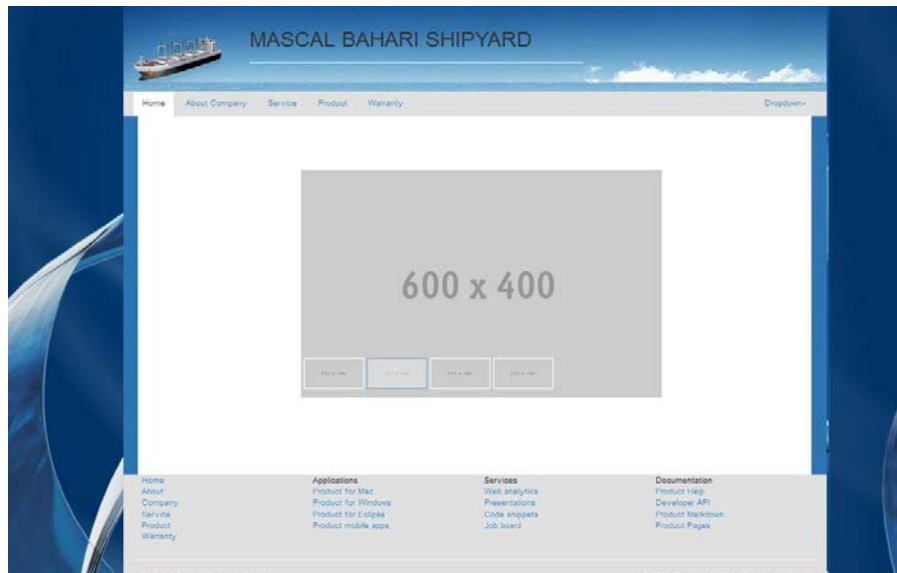 MASCAL BAHARI SHIPYARD
Home About Company Service Product Warranty Dropdown
600 x 400
Home
About
Company
Service
Product
Warranty
Applications
Product for Mac
Product for Windows
Product for Eclipse
Product mobile apps
Services
Web analytics
Presentations
Code snippets
Job board
Documentation
Product Help
Developer API
Product Markdown
Product Pages